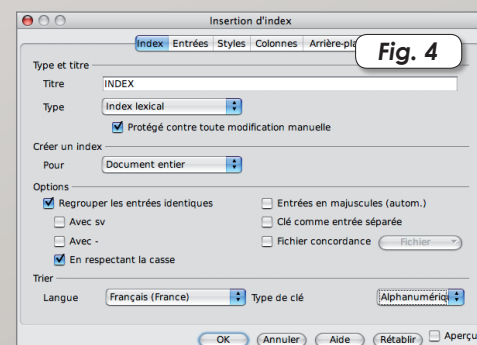 Insertion d'index
Index Entrées Styles Colonnes
Fig. 4
Type et titre
Titre INDEX
Type Index lexical
Protégé contre toute modification manuelle
Créer un index
Pour Document entier
Options
Regrouper les entrées identiques Entrées en majuscules (autom.)
Avec sv Clé comme entrée séparée
Avec - Fichier concordance Fichier
En respectant la casse
Trier
Langue Français (France) Type de clé Alphanumériq
OK Annuler Aide Rétablir Aperçu